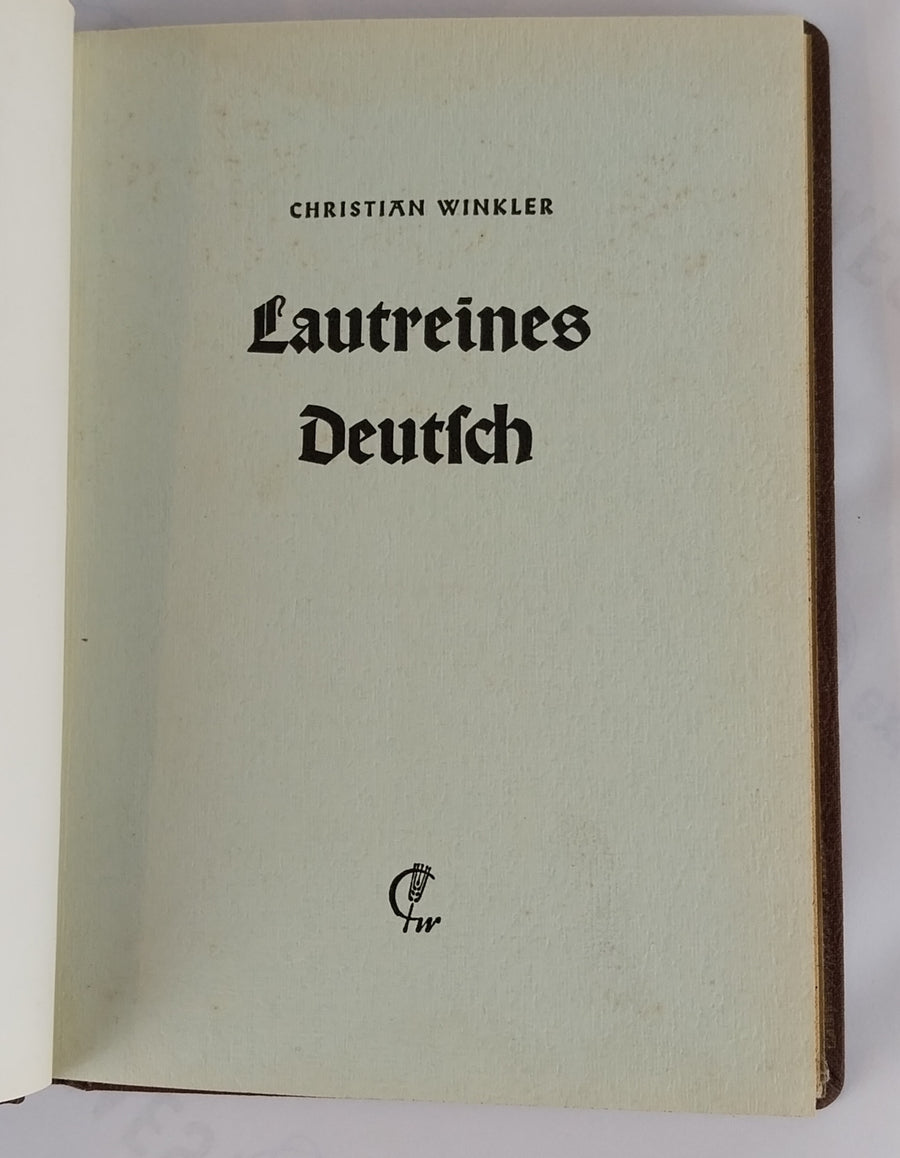 CHRISTIAN WINKLER
Lautreines
Deutſch